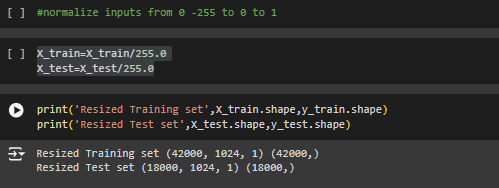 [ ] #normalize inputs from 0 -255 to 0 to 1
[ ] X_train=X_train/255.0
X_test=X_test/255.0
print('Resized Training set',X_train.shape,y_train.shape)
print('Resized Test set',X_test.shape,y_test.shape)
Resized Training set (42000, 1024, 1) (42000,)
Resized Test set (18000, 1024, 1) (18000,)